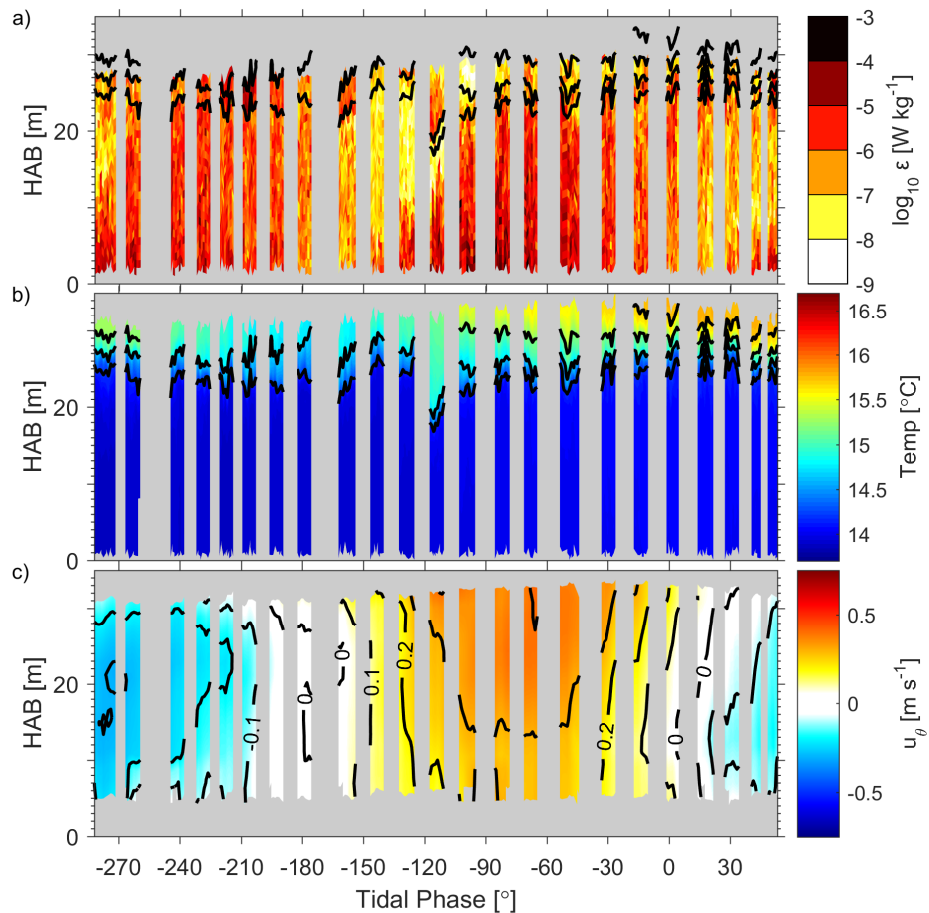 a)
HAB [m]
20
0
-3
-4
-5
-6
-7
-8
-9
log₁₀ ε [W kg⁻¹]
b)
HAB [m]
20
0
16.5
16
15.5
15
14.5
14
Temp [°C]
c)
HAB [m]
20
0
-0.1
0
0
0.1
0.2
0.2
0
0
0.5
0
-0.5
u_θ [m s⁻¹]
-270 -240 -210 -180 -150 -120 -90 -60 -30 0 30
Tidal Phase [°]